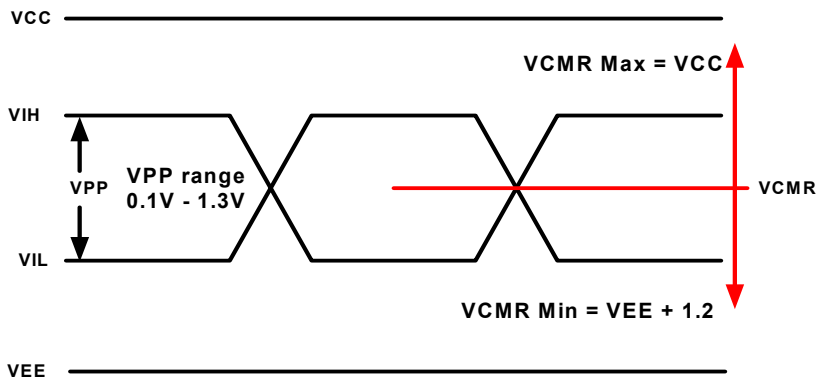 VCC
VCMR Max = VCC
VIH
VPP
VPP range
0.1V - 1.3V
VCMR
VIL
VCMR Min = VEE + 1.2
VEE